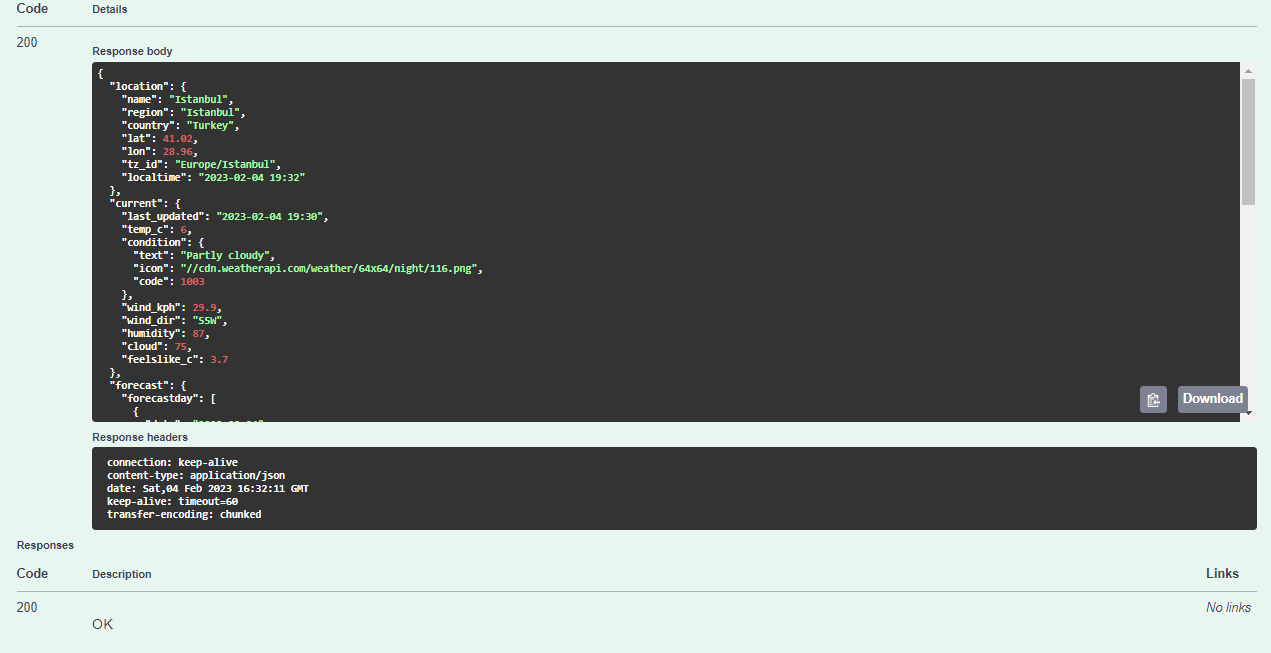 Code Details
200
Response body
{
  "location": {
    "name": "Istanbul",
    "region": "Istanbul",
    "country": "Turkey",
    "lat": 41.02,
    "lon": 28.96,
    "tz_id": "Europe/Istanbul",
    "localtime": "2023-02-04 19:32"
  },
  "current": {
    "last_updated": "2023-02-04 19:30",
    "temp_c": 6,
    "condition": {
      "text": "Partly cloudy",
      "icon": "//cdn.weatherapi.com/weather/64x64/night/116.png",
      "code": 1003
    },
    "wind_kph": 29.9,
    "wind_dir": "SSW",
    "humidity": 87,
    "cloud": 75,
    "feelslike_c": 3.7
  },
  "forecast": {
    "forecastday": [
      {
Download
Response headers
connection: keep-alive
content-type: application/json
date: Sat,04 Feb 2023 16:32:11 GMT
keep-alive: timeout=60
transfer-encoding: chunked
Responses
Code Description Links
200 No links
OK